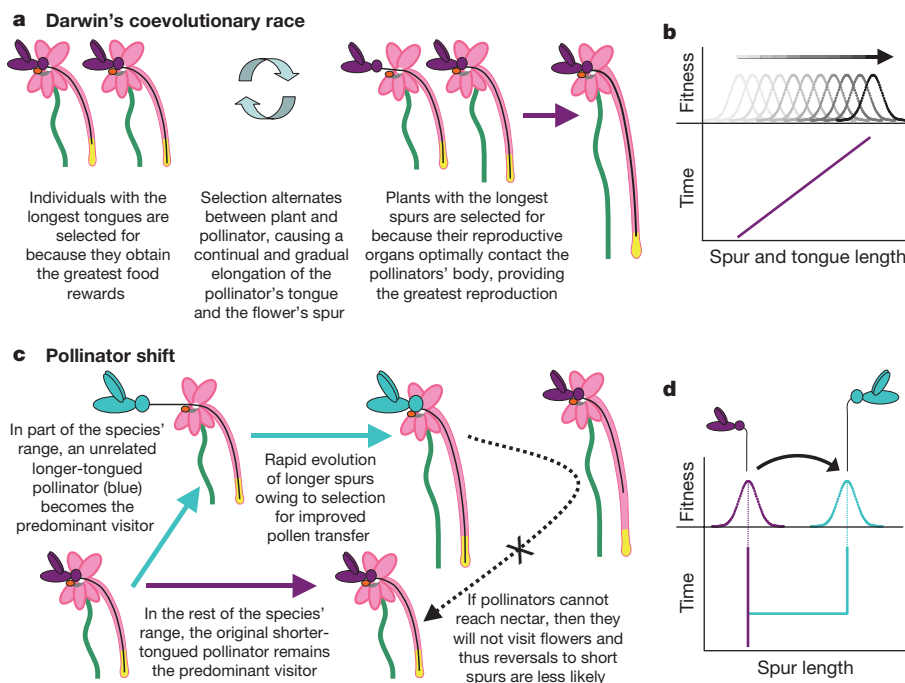 a Darwin's coevolutionary race
Individuals with the
longest tongues are
selected for
because they obtain
the greatest food
rewards
Selection alternates
between plant and
pollinator, causing a
continual and gradual
elongation of the
pollinator's tongue
and the flower's spur
Plants with the longest
spurs are selected for
because their reproductive
organs optimally contact the
pollinators' body, providing
the greatest reproduction
b
Fitness
Time
Spur and tongue length
c Pollinator shift
In part of the species'
range, an unrelated
longer-tongued
pollinator (blue)
becomes the
predominant visitor
Rapid evolution
of longer spurs
owing to selection
for improved
pollen transfer
In the rest of the species'
range, the original shorter-
tongued pollinator remains
the predominant visitor
X
If pollinators cannot
reach nectar, then they
will not visit flowers and
thus reversals to short
spurs are less likely
d
Fitness
Time
Spur length